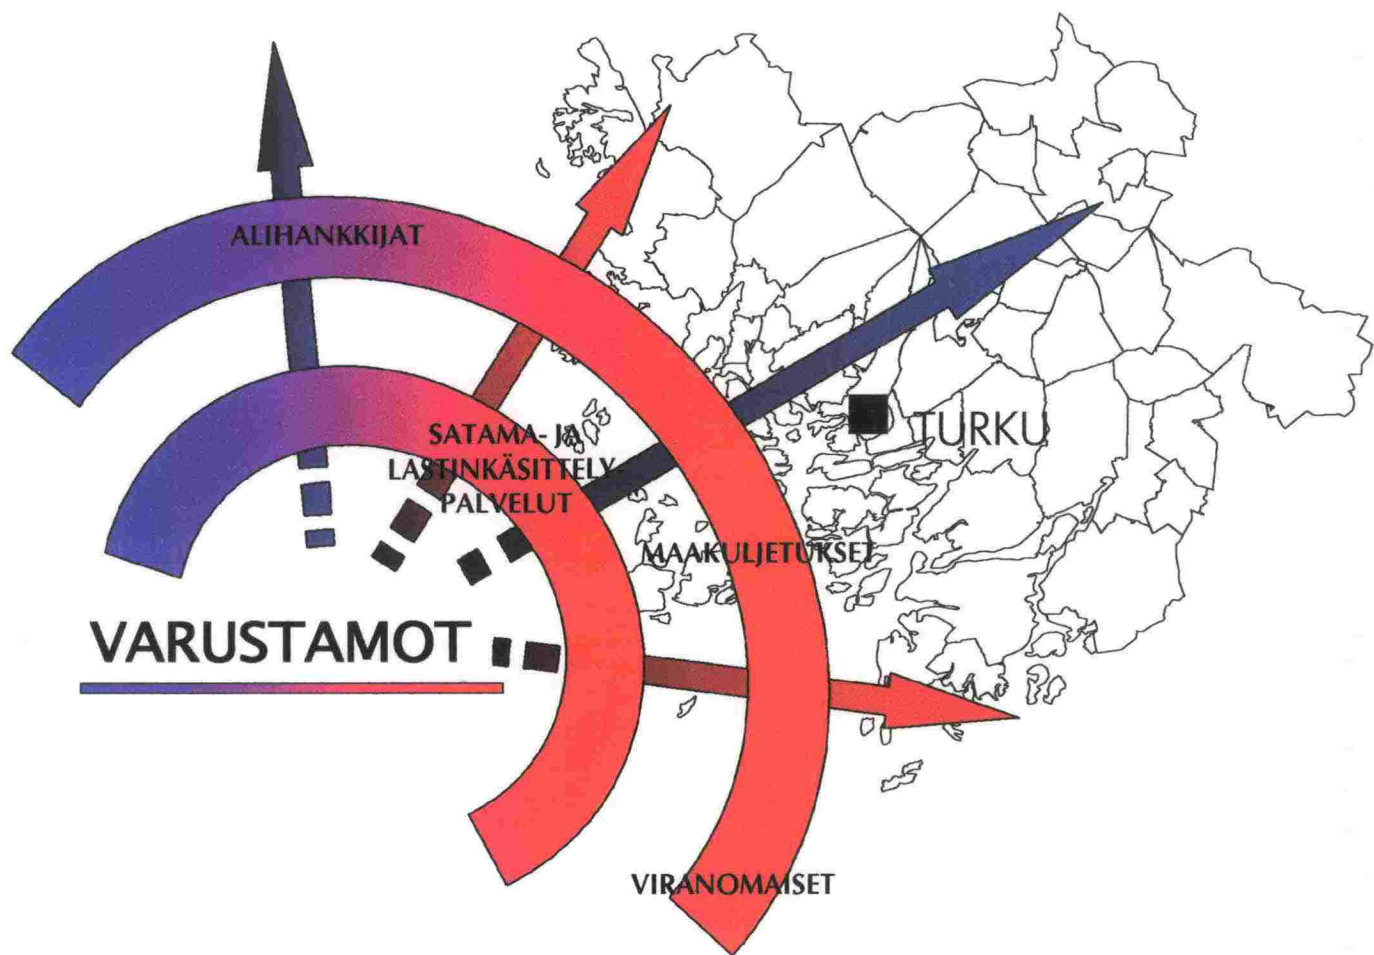 ALIHANKKIJAT
TURKU
SATAMA- JA
LASTINKÄSITTELY-
PALVELUT
MAAKULJETUKSET
VARUSTAMOT
VIRANOMAISET